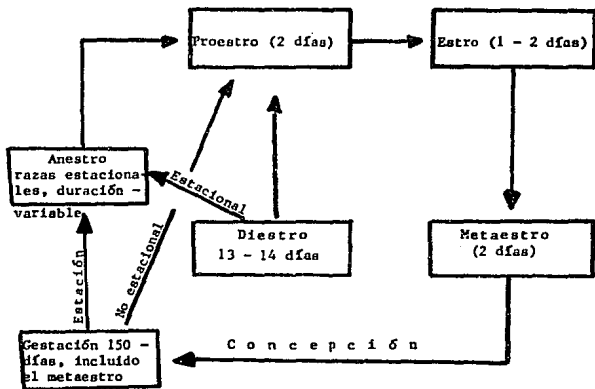 Proestro (2 días)
Estro (1 - 2 días)
Anestro
razas estaciona-
les, duración -
variable
Estacional
Diestro
13 - 14 días
Metaestro
(2 días)
Estación
No estacional
Gestación 150 -
días, incluido
el metaestro
Concepción